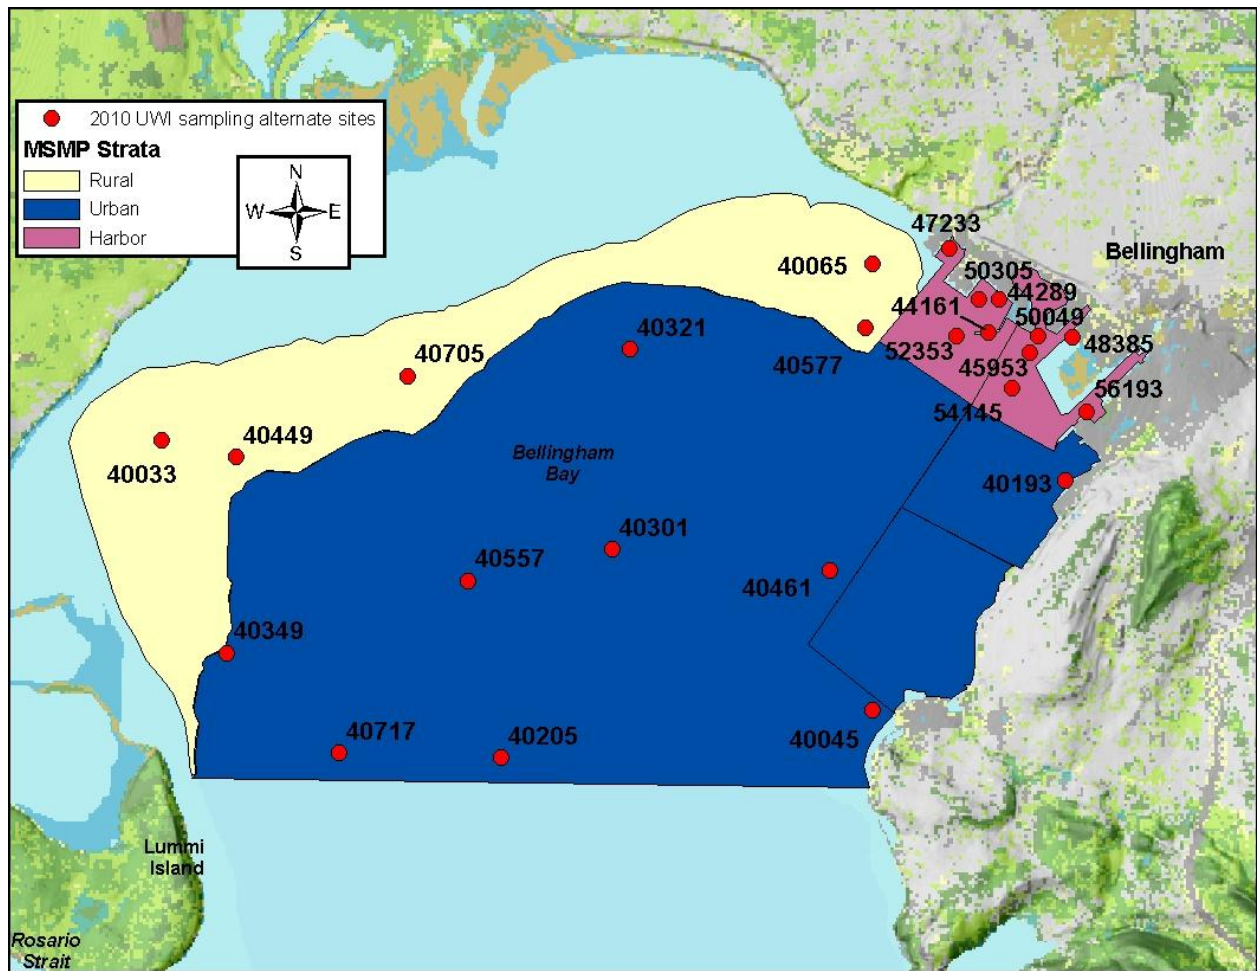 2010 UWI sampling alternate sites
MSMP Strata
Rural
Urban
Harbor
N
W E
S
47233
Bellingham
40065
50305
44289
44161
50049
40321
40577
52353
48385
40705
45953
56193
54145
40449
40033
Bellingham
Bay
40193
40301
40557
40461
40349
40717
40205
40045
Lummi
Island
Rosario
Strait